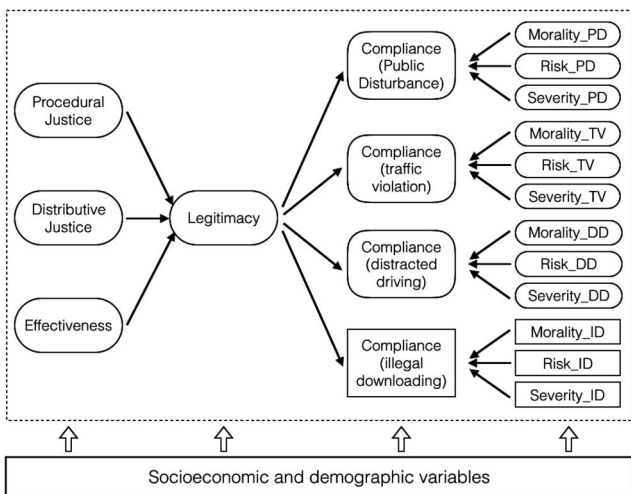 Procedural
Justice
Distributive
Justice
Effectiveness
Legitimacy
Compliance
(Public
Disturbance)
Compliance
(traffic
violation)
Compliance
(distracted
driving)
Compliance
(illegal
downloading)
Morality_PD
Risk_PD
Severity_PD
Morality_TV
Risk_TV
Severity_TV
Morality_DD
Risk_DD
Severity_DD
Morality_ID
Risk_ID
Severity_ID
Socioeconomic and demographic variables